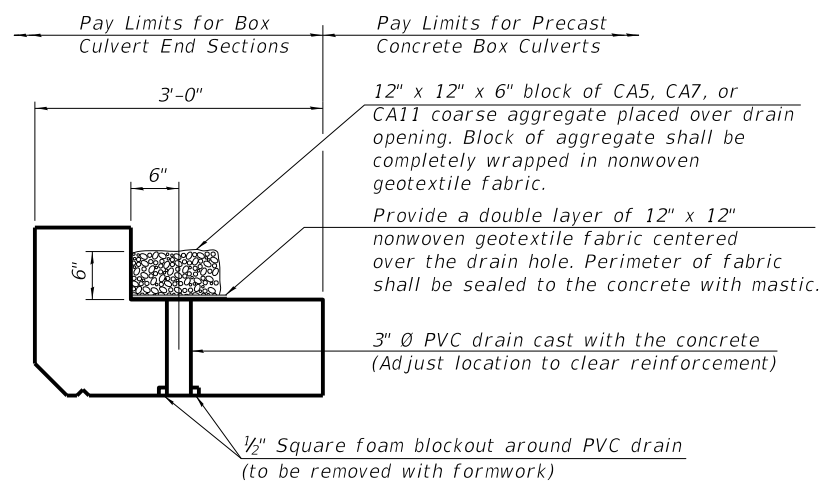 Pay Limits for Box
Culvert End Sections
Pay Limits for Precast
Concrete Box Culverts
3'-0"
12" x 12" x 6" block of CA5, CA7, or
CA11 coarse aggregate placed over drain
opening. Block of aggregate shall be
completely wrapped in nonwoven
geotextile fabric.
6"
Provide a double layer of 12" x 12"
nonwoven geotextile fabric centered
over the drain hole. Perimeter of fabric
shall be sealed to the concrete with mastic.
6"
3" Ø PVC drain cast with the concrete
(Adjust location to clear reinforcement)
½" Square foam blockout around PVC drain
(to be removed with formwork)